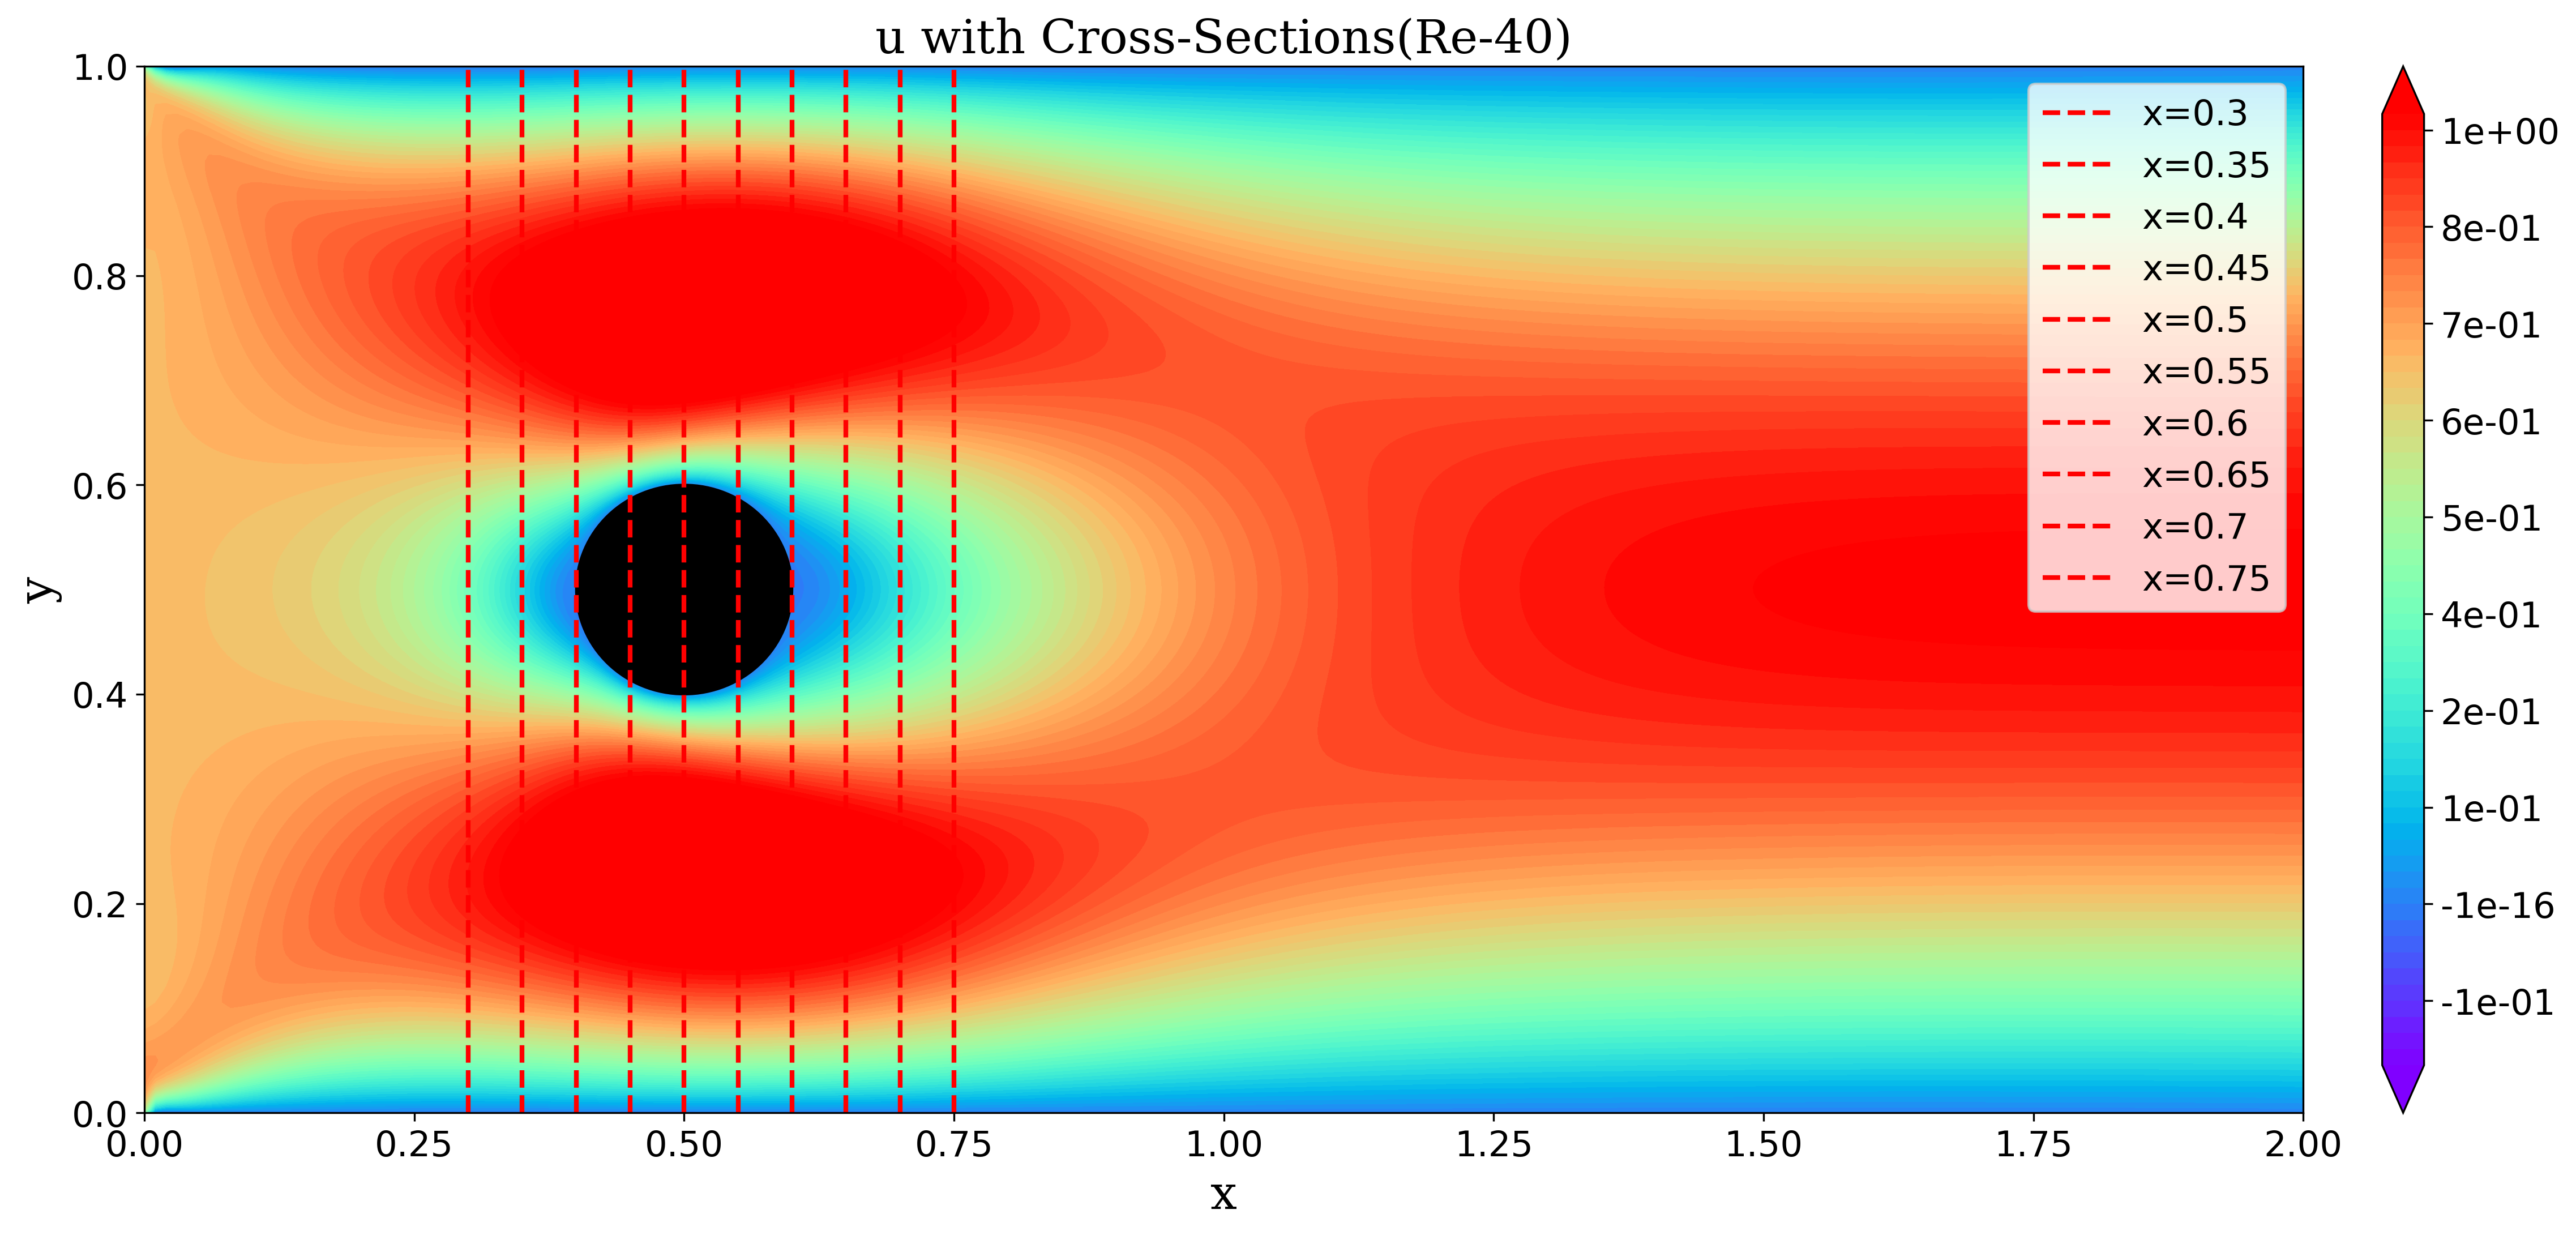 u with Cross-Sections(Re-40)
1.0
0.8
0.6
0.4
0.2
0.0
y
0.00 0.25 0.50 0.75 1.00 1.25 1.50 1.75 2.00
x
x=0.3
x=0.35
x=0.4
x=0.45
x=0.5
x=0.55
x=0.6
x=0.65
x=0.7
x=0.75
1e+00
8e-01
7e-01
6e-01
5e-01
4e-01
2e-01
1e-01
-1e-16
-1e-01